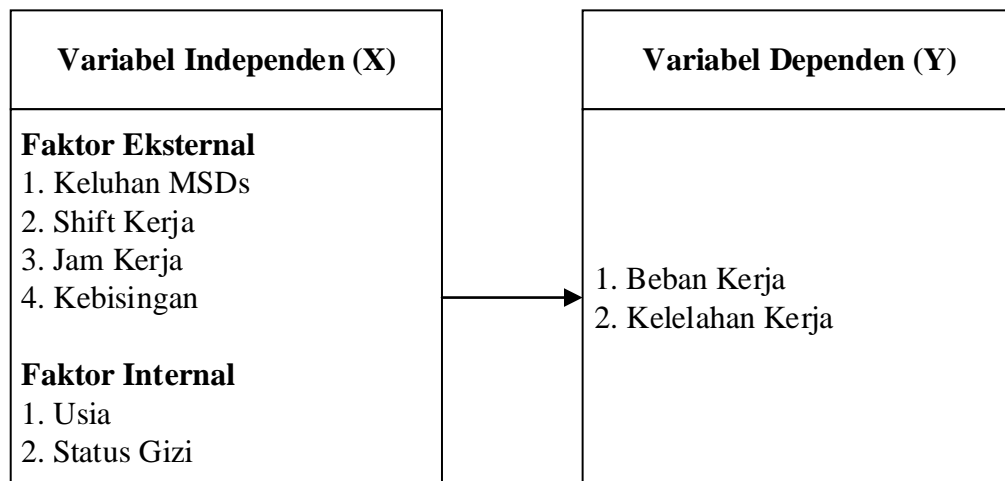 Variabel Independen (X)
Faktor Eksternal
1. Keluhan MSDs
2. Shift Kerja
3. Jam Kerja
4. Kebisingan
Faktor Internal
1. Usia
2. Status Gizi
Variabel Dependen (Y)
1. Beban Kerja
2. Kelelahan Kerja